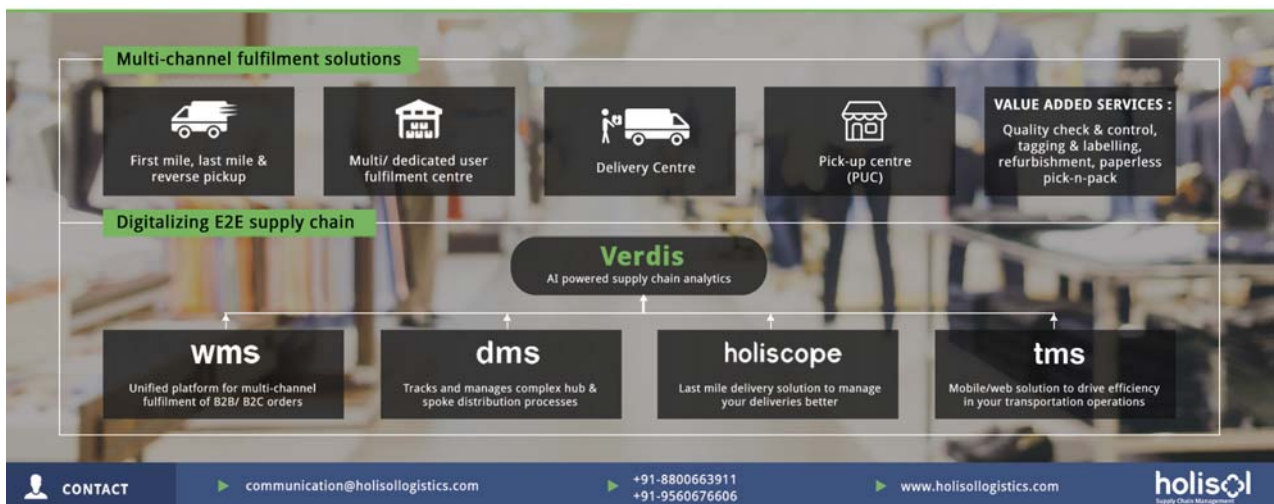 Multi-channel fulfilment solutions
First mile, last mile &
reverse pickup
Multi/ dedicated user
fulfilment centre
Delivery Centre
Pick-up centre
(PUC)
VALUE ADDED SERVICES :
Quality check & control,
tagging & labelling,
refurbishment, paperless
pick-n-pack
Digitalizing E2E supply chain
Verdis
AI powered supply chain analytics
wms
Unified platform for multi-channel
fulfilment of B2B/ B2C orders
dms
Tracks and manages complex hub &
spoke distribution processes
holiscope
Last mile delivery solution to manage
your deliveries better
tms
Mobile/web solution to drive efficiency
in your transportation operations
CONTACT
communication@holisollogistics.com
+91-8800663911
+91-9560676606
www.holisollogistics.com
holisol
Supply Chain Management